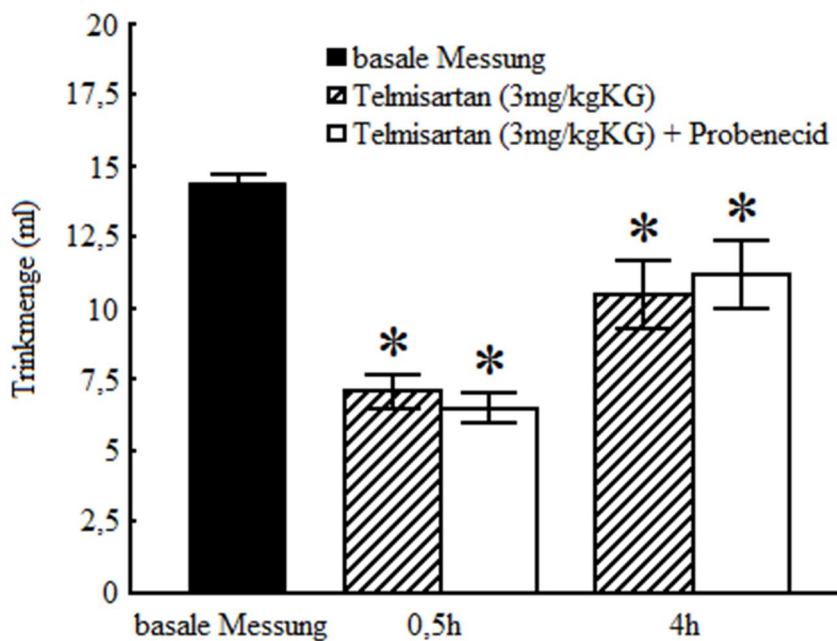 20
17,5
15
12,5
10
7,5
5
2,5
0
Trinkmenge (ml)
basale Messung
Telmisartan (3mg/kgKG)
Telmisartan (3mg/kgKG) + Probenecid
* * * *
basale Messung 0,5h 4h